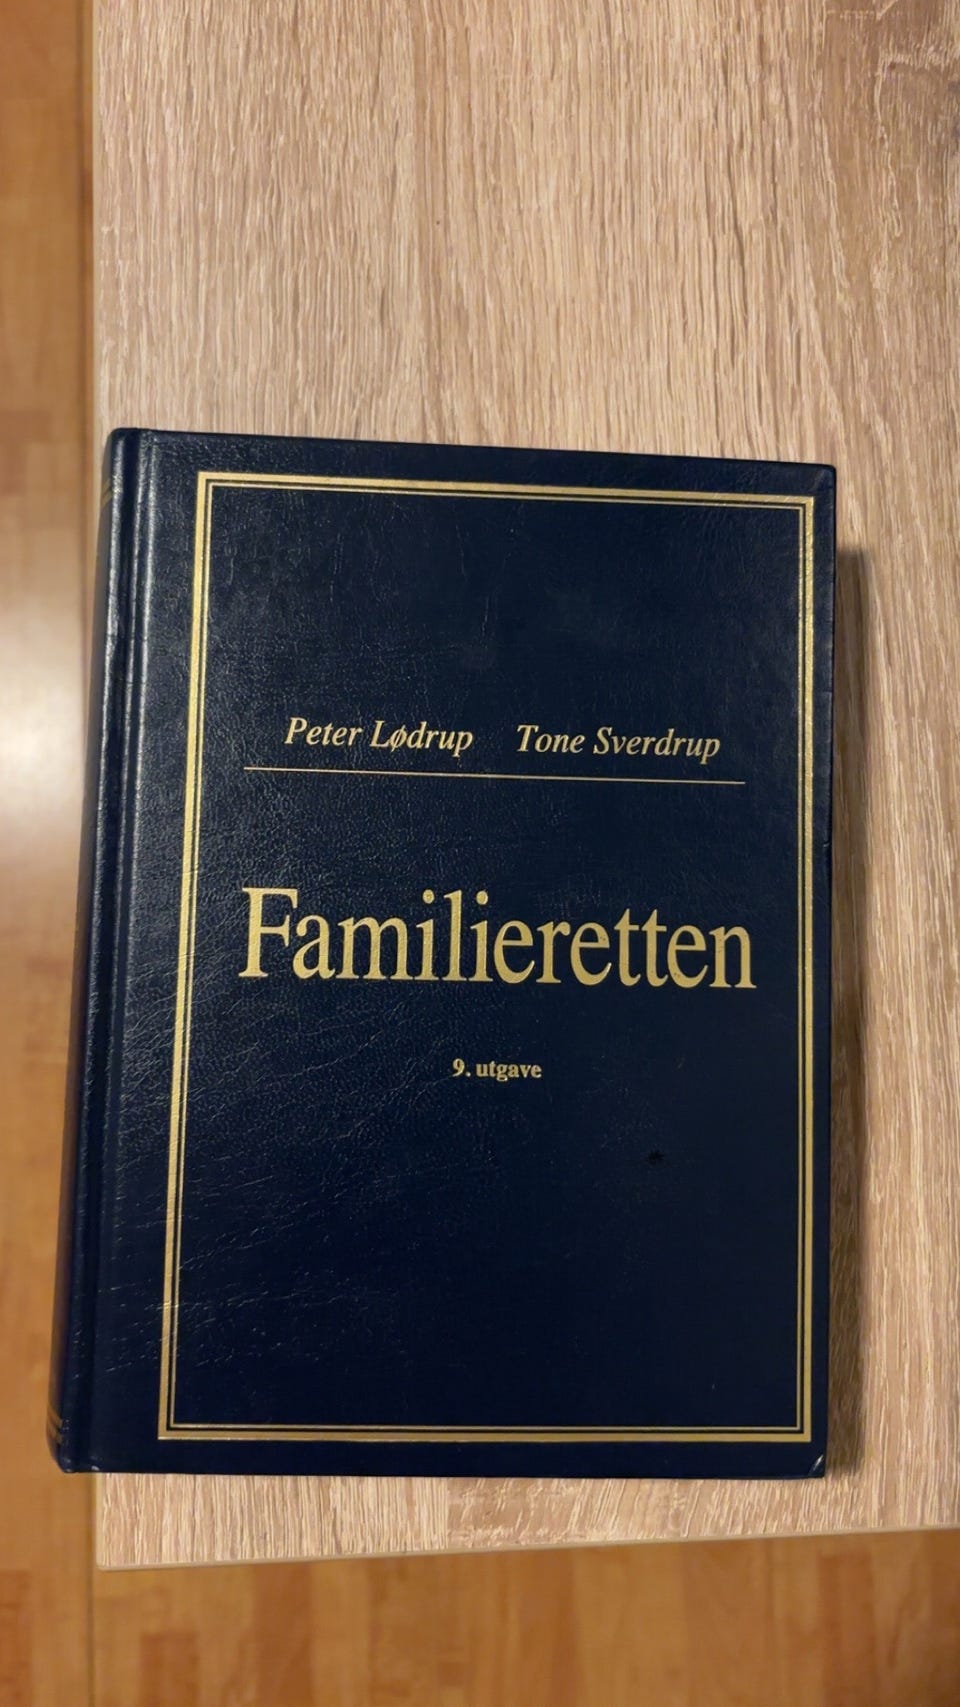 Peter Lødrup Tone Sverdrup
Familieretten
9. utgave